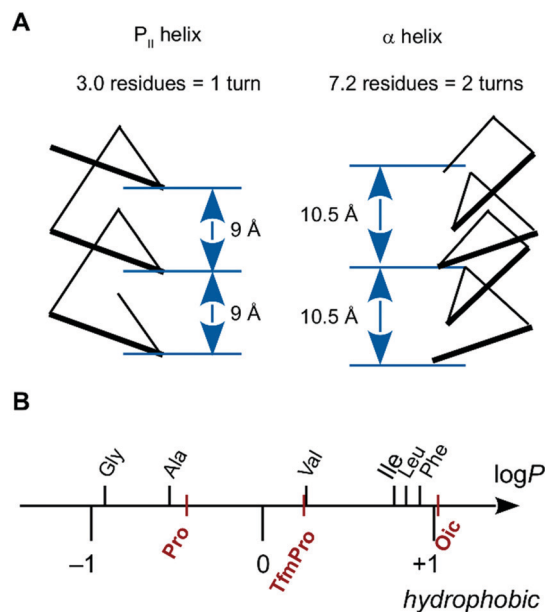 A
P_II helix
α helix
3.0 residues = 1 turn
7.2 residues = 2 turns
9 Å
10.5 Å
9 Å
10.5 Å
B
Gly
Ala
Val
Ile
Leu
Phe
logP
Pro
TfmPro
Oic
–1
0
+1
hydrophobic